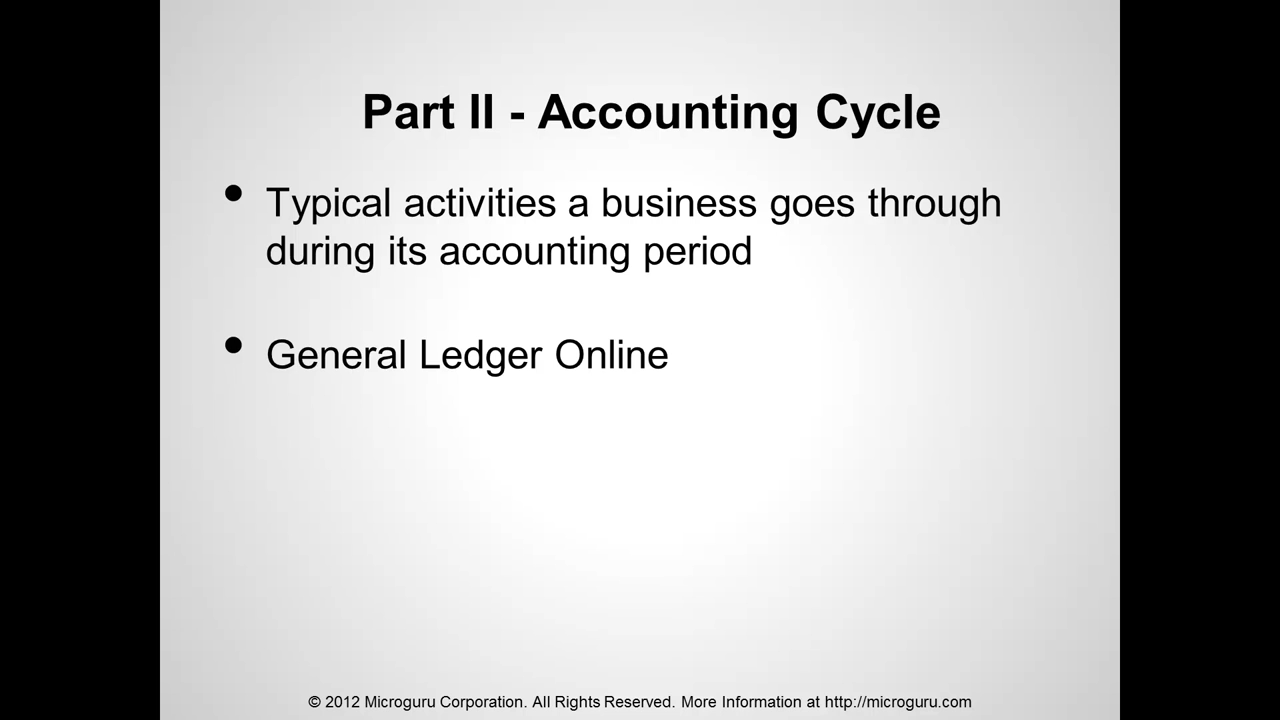 Part II - Accounting Cycle
• Typical activities a business goes through
during its accounting period
• General Ledger Online
© 2012 Microguru Corporation. All Rights Reserved. More Information at http://microguru.com